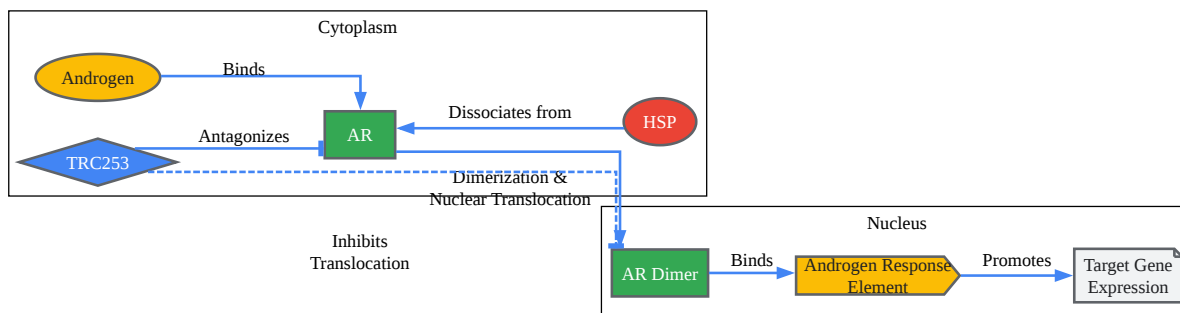 Cytoplasm
Androgen
Binds
AR
Dissociates from
HSP
Antagonizes
TRC253
Dimerization &
Nuclear Translocation
Inhibits
Translocation
Nucleus
AR Dimer
Binds
Androgen Response
Element
Promotes
Target Gene
Expression